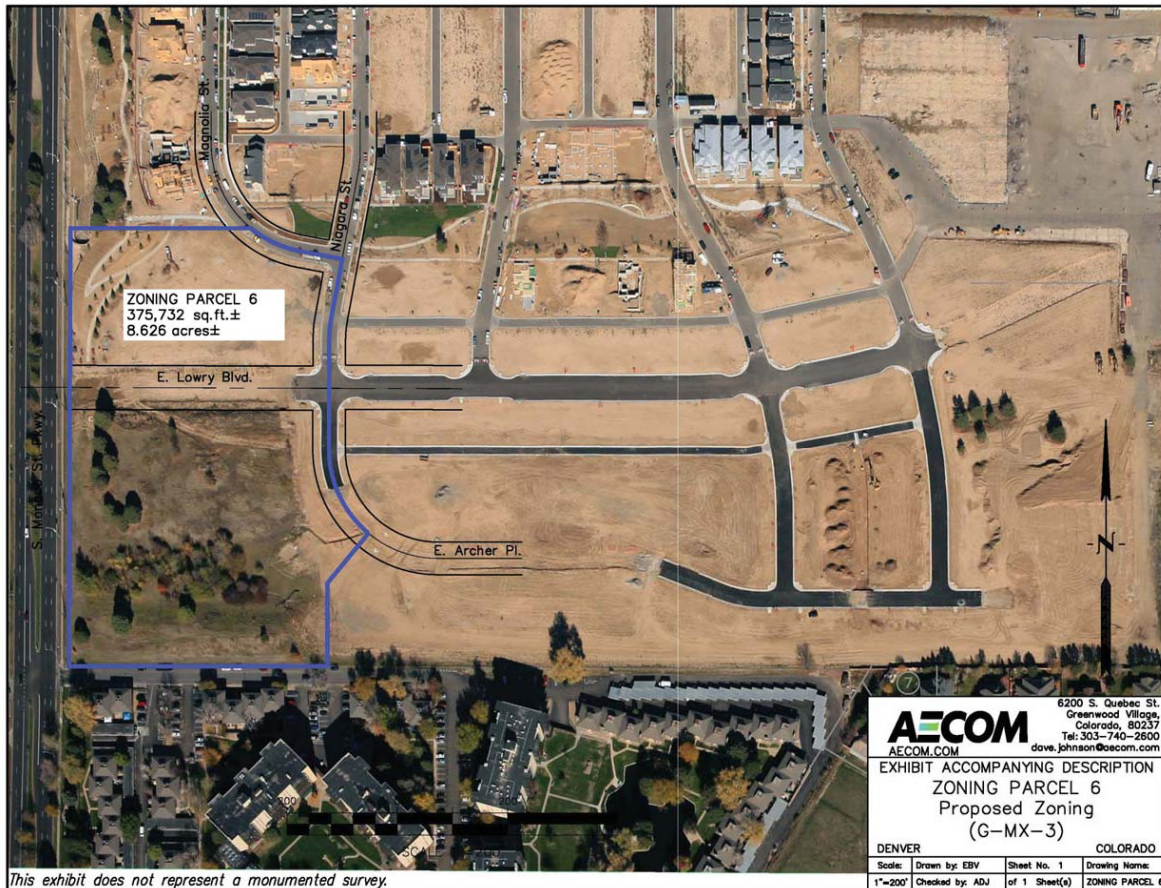 Magnolia St.
Niagara St.
ZONING PARCEL 6
375,732 sq.ft.±
8.626 acres±
E. Lowry Blvd.
E. Archer Pl.
N
7
200
SCALE
AECOM
AECOM.COM
6200 S. Quebec St.
Greenwood Village,
Colorado, 80237
Tel: 303-740-2600
dave.johnson@aecom.com
EXHIBIT ACCOMPANYING DESCRIPTION
ZONING PARCEL 6
Proposed Zoning
(G-MX-3)
DENVER COLORADO
Scale: Drawn by: EBV Sheet No. 1 Drawing Name:
1"=200' Checked by: ADJ of 1 Sheet(s) ZONING PARCEL 6
This exhibit does not represent a monumented survey.